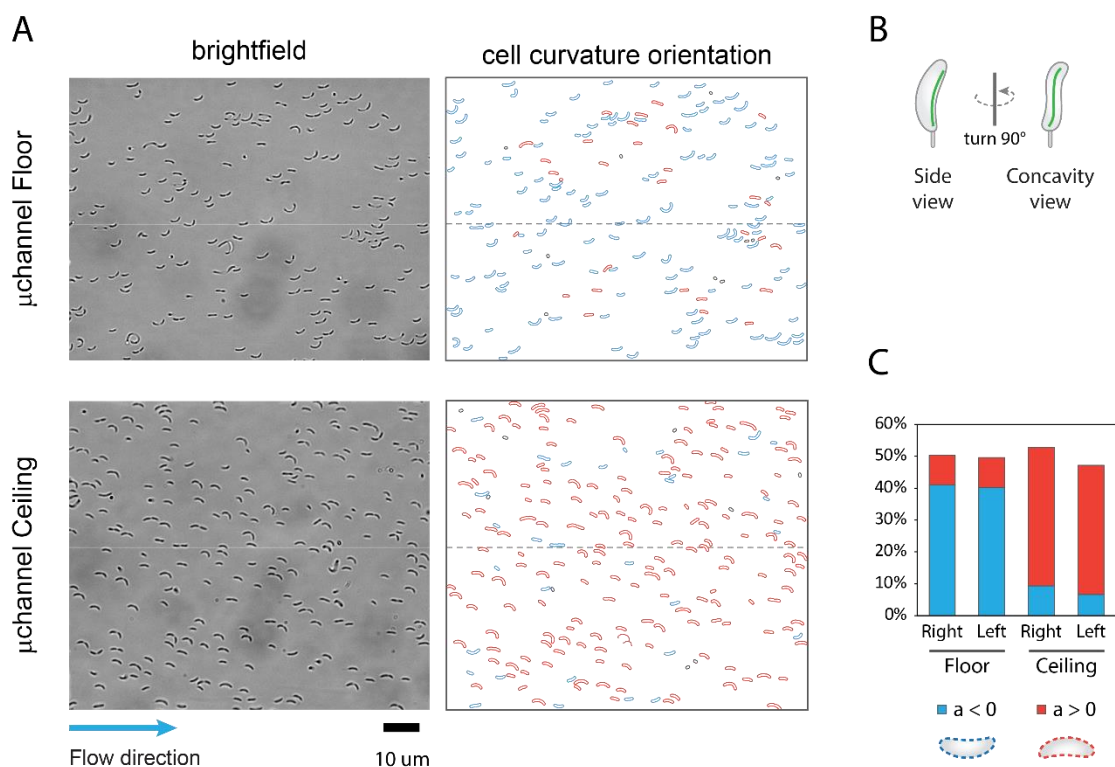 A
brightfield
cell curvature orientation
μchannel Floor
μchannel Ceiling
Flow direction
10 um
B
turn 90°
Side
view
Concavity
view
C
60%
50%
40%
30%
20%
10%
0%
Right Left Right Left
Floor Ceiling
a < 0 a > 0